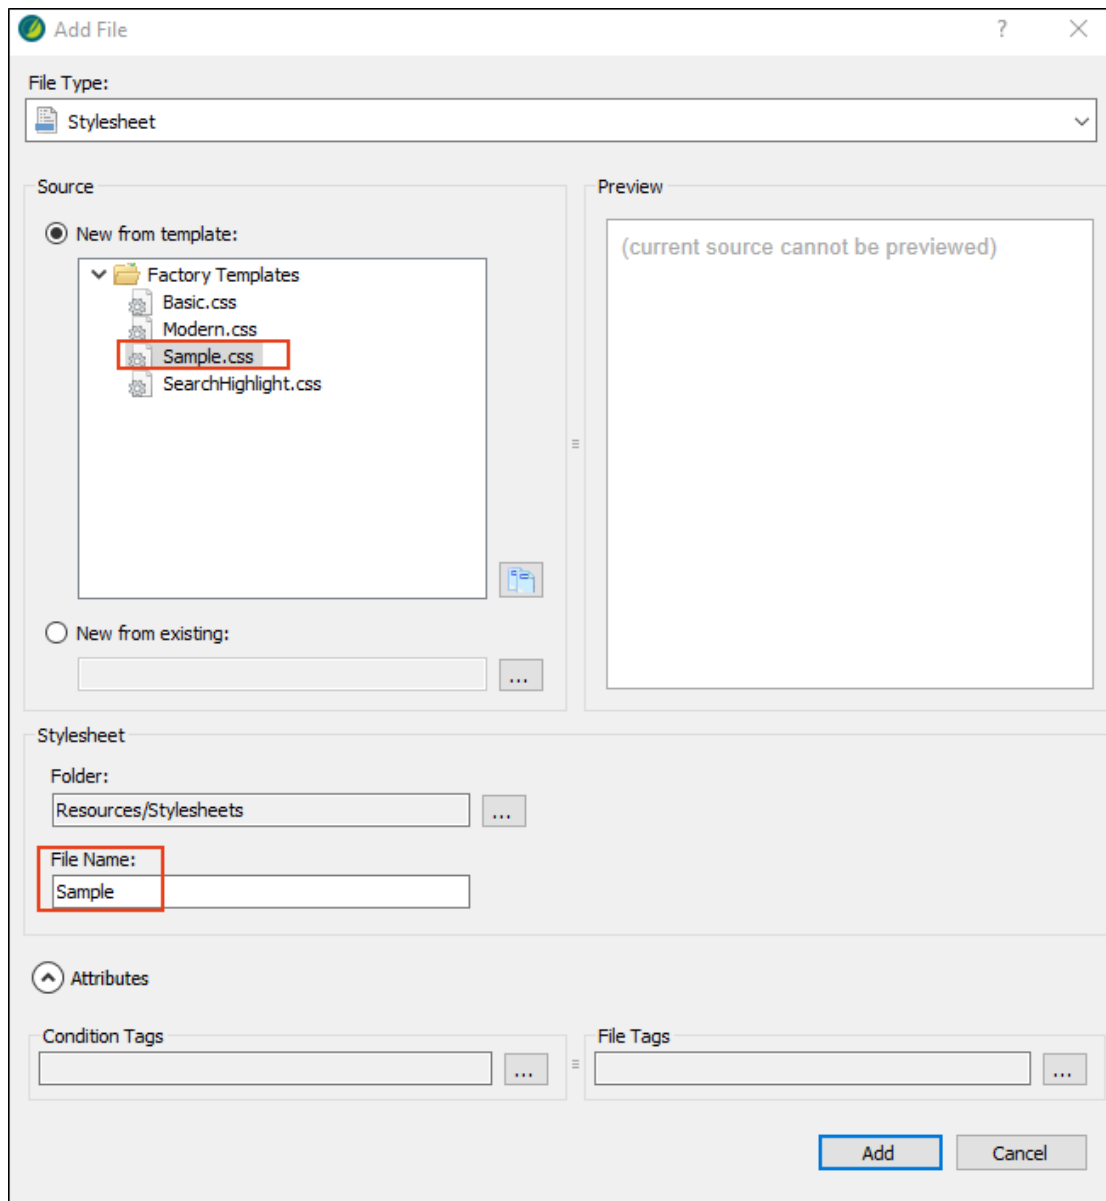 Add File
?
File Type:
Stylesheet
Source
New from template:
Factory Templates
Basic.css
Modern.css
Sample.css
SearchHighlight.css
New from existing:
...
Preview
(current source cannot be previewed)
Stylesheet
Folder:
Resources/Stylesheets
...
File Name:
Sample
Attributes
Condition Tags
...
File Tags
...
Add
Cancel